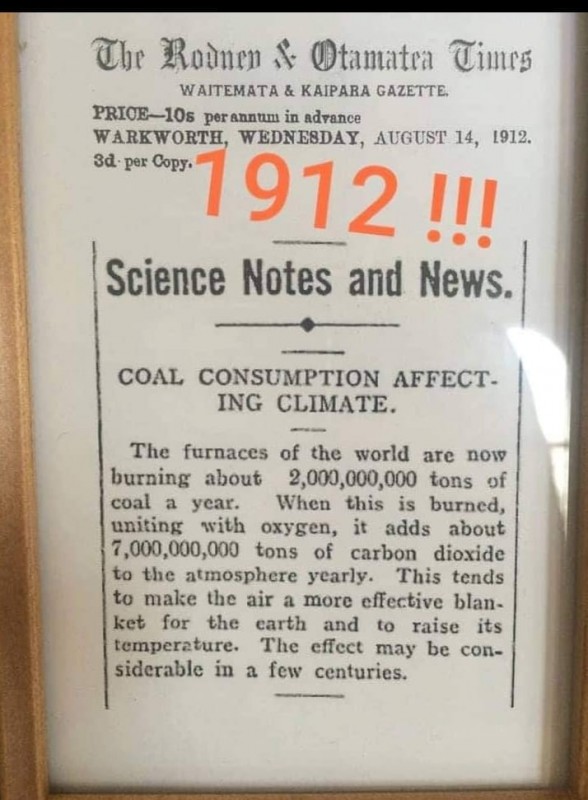 The Rodney & Otamatea Times
WAITEMATA & KAIPARA GAZETTE.
PRICE—10s per annum in advance
WARKWORTH, WEDNESDAY, AUGUST 14, 1912.
3d per Copy.
1912 !!!
Science Notes and News.
COAL CONSUMPTION AFFECT-
ING CLIMATE.
The furnaces of the world are now
burning about 2,000,000,000 tons of
coal a year. When this is burned,
uniting with oxygen, it adds about
7,000,000,000 tons of carbon dioxide
to the atmosphere yearly. This tends
to make the air a more effective blan-
ket for the earth and to raise its
temperature. The effect may be con-
siderable in a few centuries.